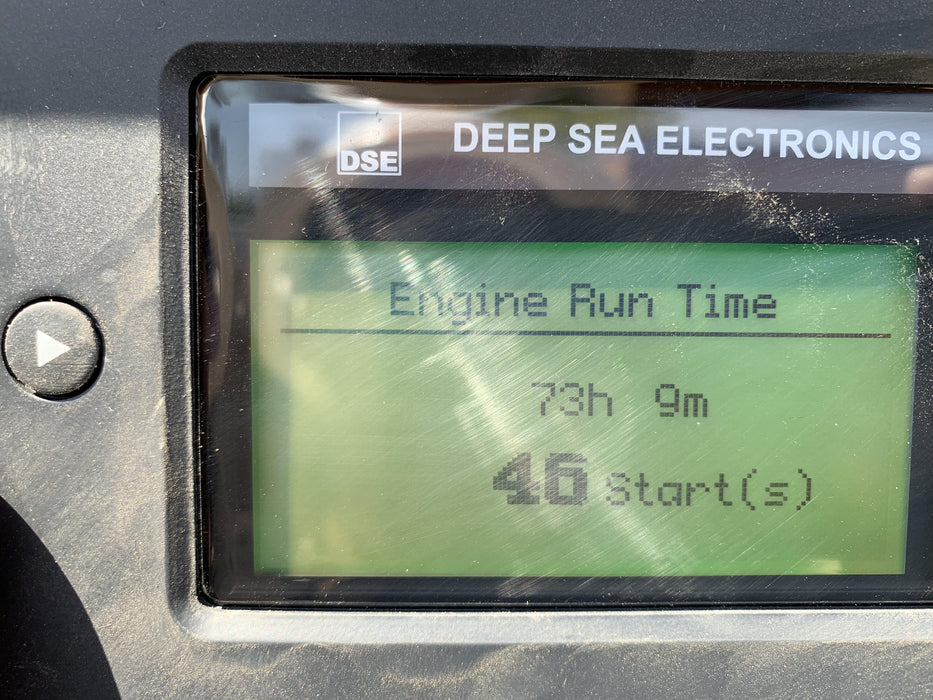 DSE
DEEP SEA ELECTRONICS
Engine Run Time
73h 9m
46 Start(s)